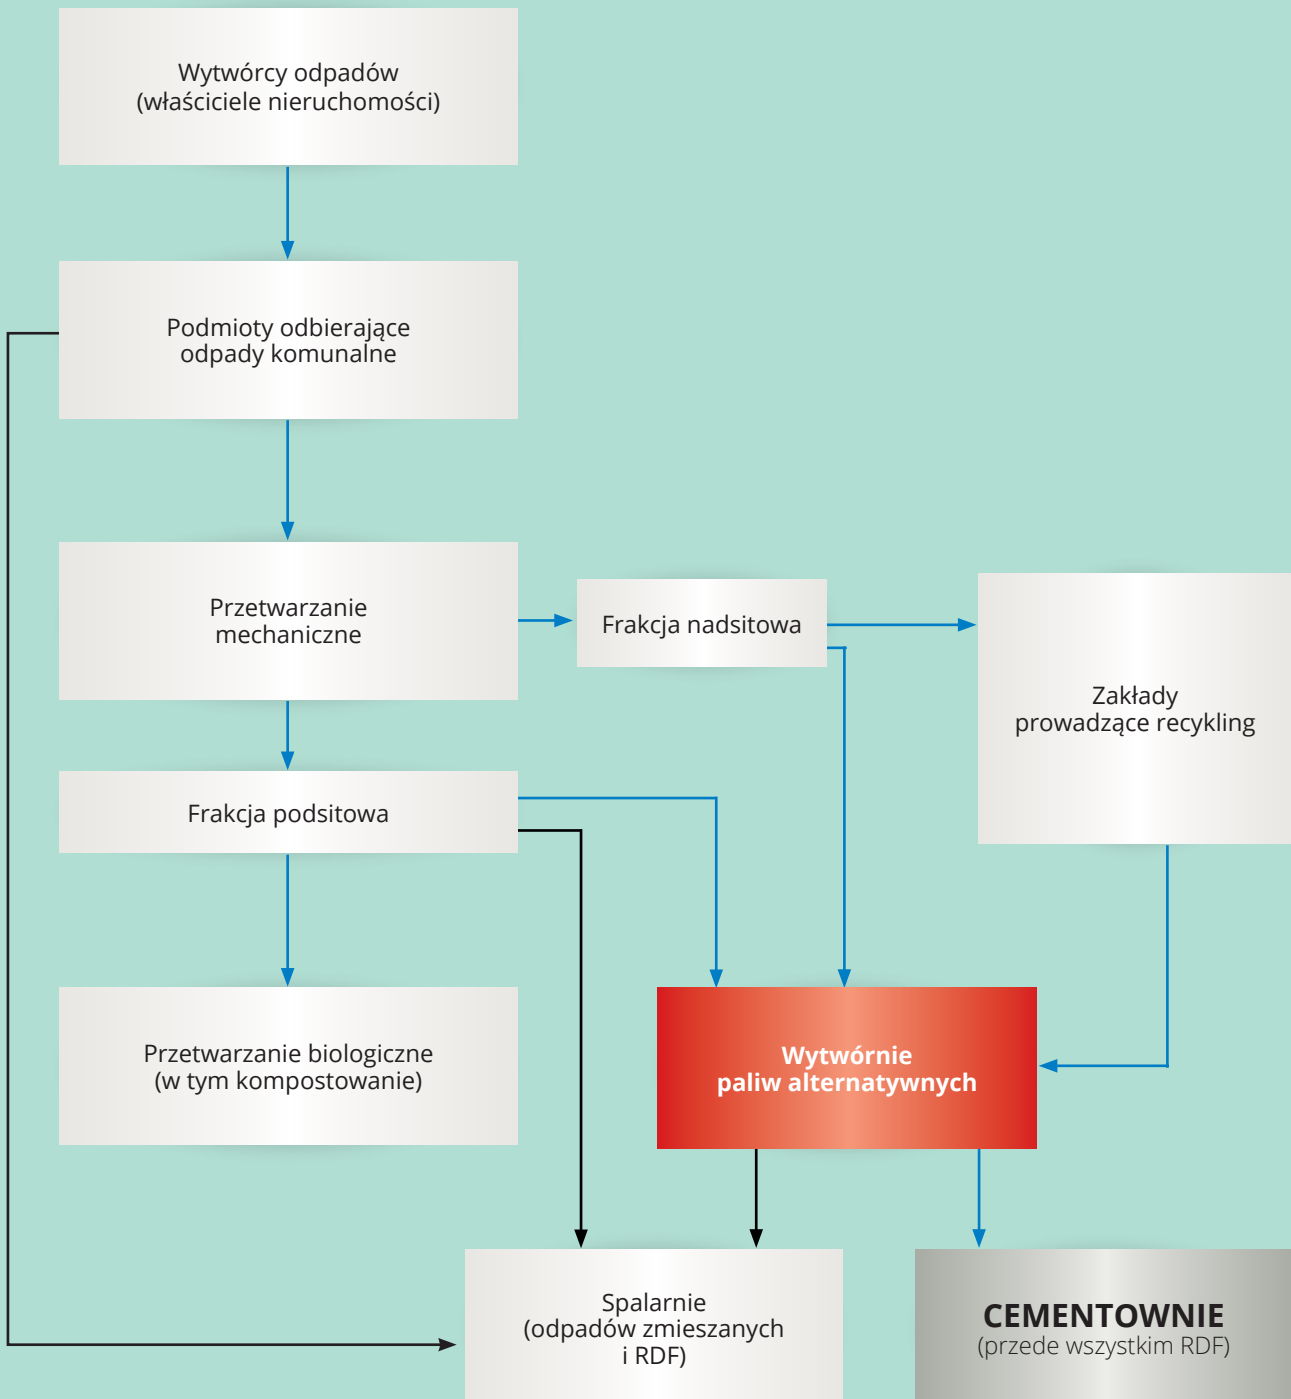 Wytwórcy odpadów
(właściciele nieruchomości)
Podmioty odbierające
odpady komunalne
Przetwarzanie
mechaniczne
Frakcja nadsitowa
Zakłady
prowadzące recykling
Frakcja podsitowa
Przetwarzanie biologiczne
(w tym kompostowanie)
Wytwórnie
paliw alternatywnych
Spalarnie
(odpadów zmieszanych
i RDF)
CEMENTOWNIE
(przede wszystkim RDF)